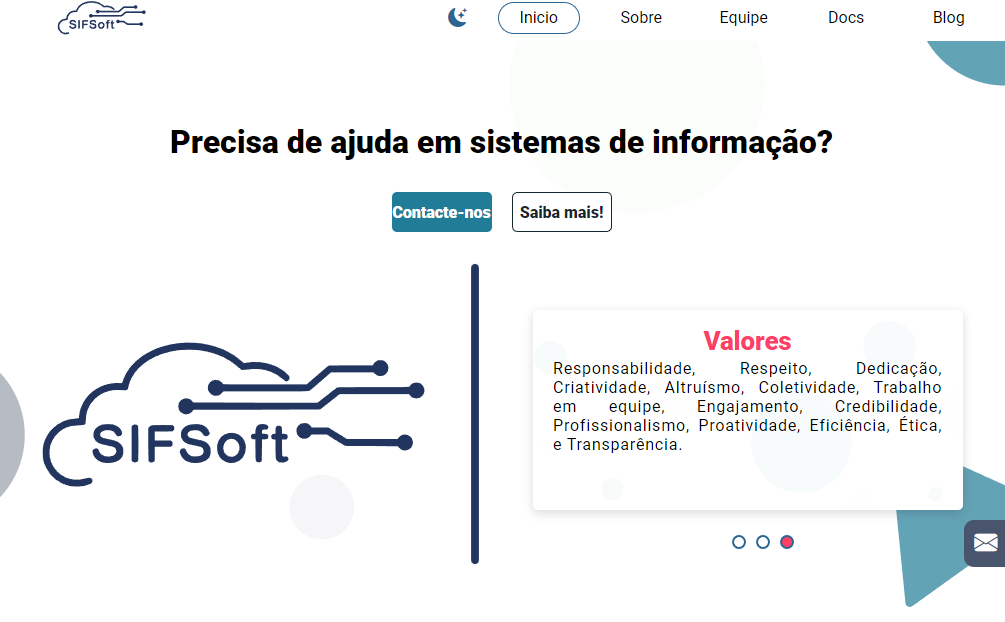 SIFSoft
Inicio
Sobre
Equipe
Docs
Blog
Precisa de ajuda em sistemas de informação?
Contacte-nos
Saiba mais!
SIFSoft
Valores
Responsabilidade, Respeito, Dedicação,
Criatividade, Altruísmo, Coletividade, Trabalho
em equipe, Engajamento, Credibilidade,
Profissionalismo, Proatividade, Eficiência, Ética,
e Transparência.